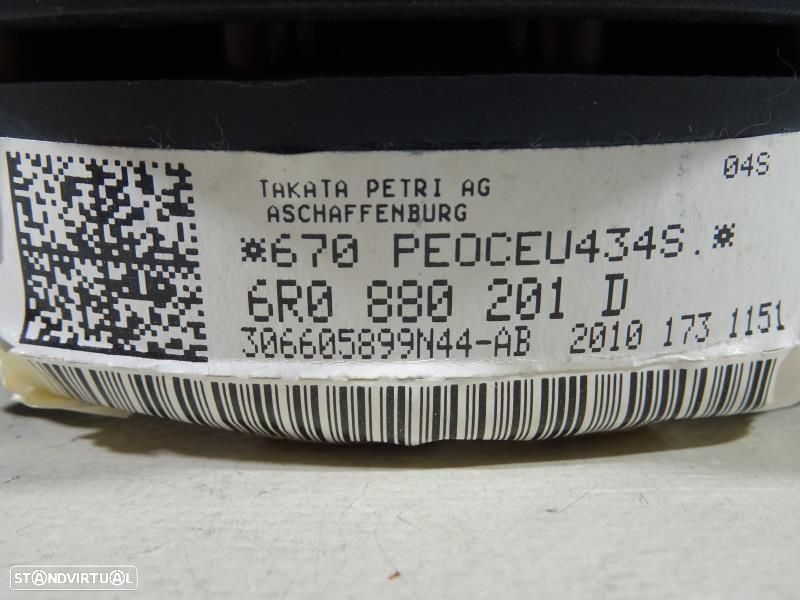 04S
TAKATA PETRI AG
ASCHAFFENBURG
*670 PEOCEU434S.*
6R0 880 201 D
306605899N44-AB 2010 173 1151
STANDVIRTUAL